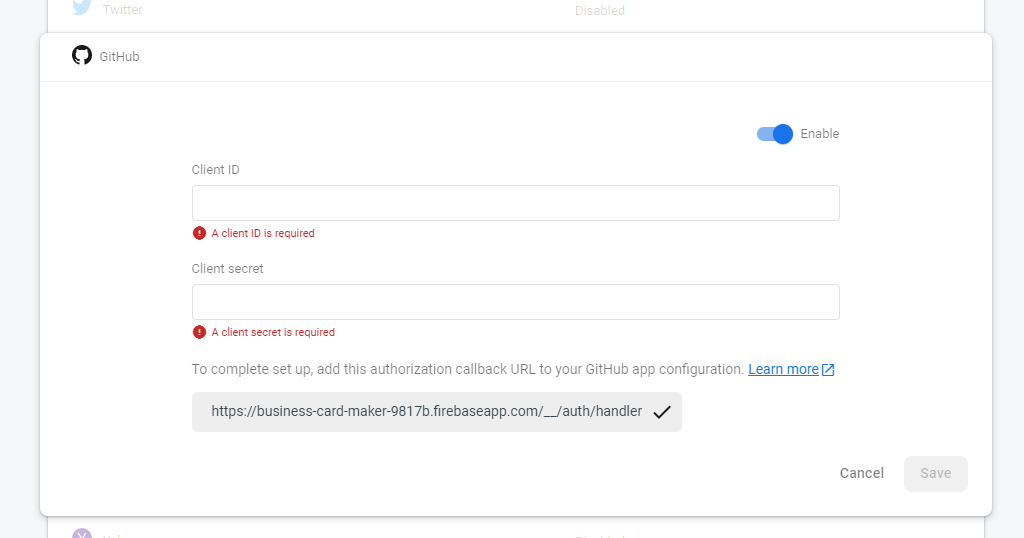 Twitter Disabled
GitHub
Enable
Client ID
A client ID is required
Client secret
A client secret is required
To complete set up, add this authorization callback URL to your GitHub app configuration. Learn more
https://business-card-maker-9817b.firebaseapp.com/__/auth/handler
Cancel Save